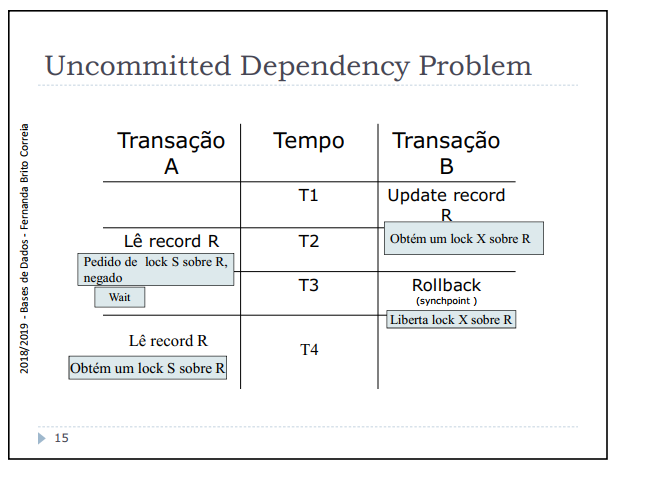 Uncommitted Dependency Problem
2018/2019 - Bases de Dados - Fernanda Brito Correia
Transação
A
Tempo
Transação
B
T1
Update record
R
Obtém um lock X sobre R
Lê record R
T2
Pedido de lock S sobre R,
negado
Wait
T3
Rollback
(synchpoint )
Liberta lock X sobre R
Lê record R
T4
Obtém um lock S sobre R
15